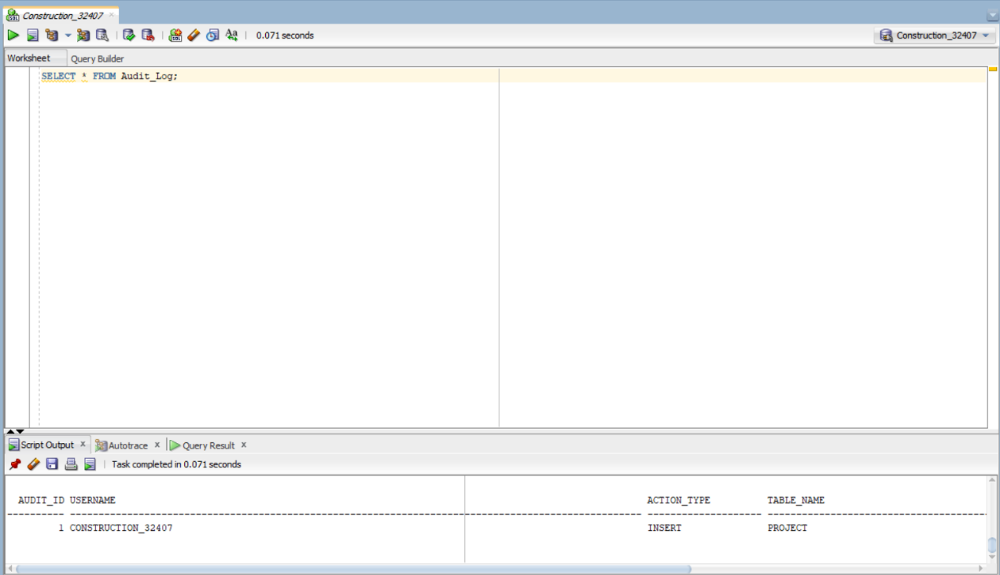 Construction_32407
0.071 seconds
Construction_32407
Worksheet Query Builder
SELECT * FROM Audit_Log;
Script Output x Autotrace x Query Result x
Task completed in 0.071 seconds
AUDIT_ID USERNAME ACTION_TYPE TABLE_NAME
1 CONSTRUCTION_32407 INSERT PROJECT